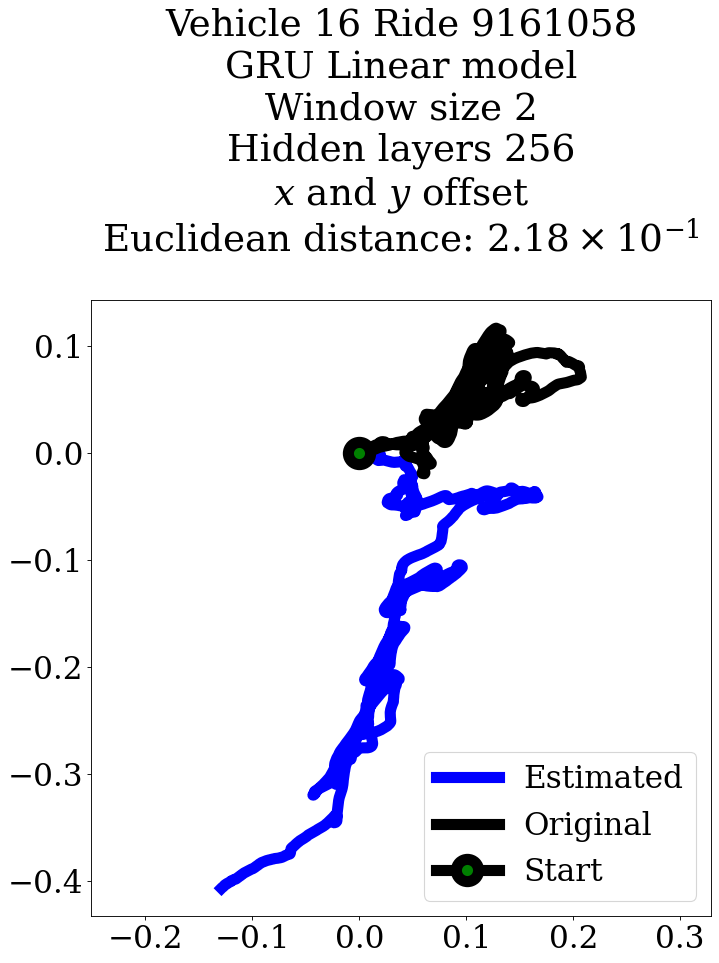 Vehicle 16 Ride 9161058
GRU Linear model
Window size 2
Hidden layers 256
x and y offset
Euclidean distance: 2.18 × 10⁻¹
0.1
0.0
−0.1
−0.2
−0.3
−0.4
Estimated
Original
Start
−0.2 −0.1 0.0 0.1 0.2 0.3